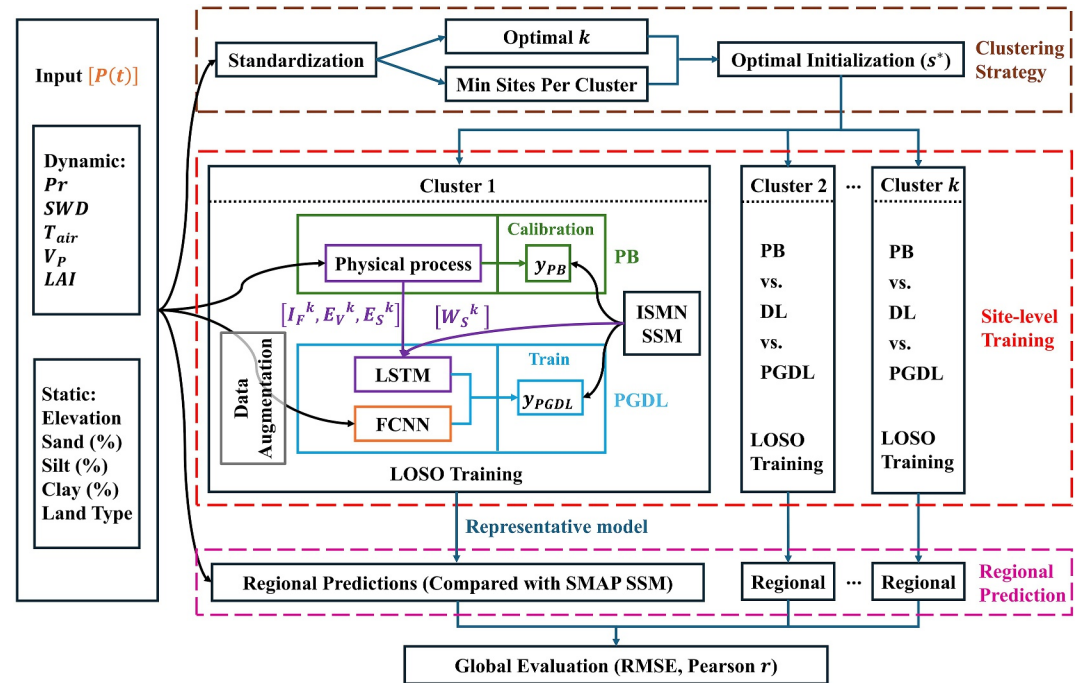 Input [P(t)]
Dynamic:
Pr
SWD
T_air
V_P
LAI
Static:
Elevation
Sand (%)
Silt (%)
Clay (%)
Land Type
Standardization
Optimal k
Min Sites Per Cluster
Optimal Initialization (s*)
Clustering
Strategy
Cluster 1
Calibration
Physical process
y_PB
PB
[I_F^k, E_V^k, E_S^k]
[W_S^k]
ISMN
SSM
Data
Augmentation
LSTM
FCNN
Train
y_PGDL
PGDL
LOSO Training
Cluster 2
PB
vs.
DL
vs.
PGDL
LOSO
Training
...
Cluster k
PB
vs.
DL
vs.
PGDL
LOSO
Training
Site-level
Training
Representative model
Regional Predictions (Compared with SMAP SSM)
Regional
...
Regional
Regional
Prediction
Global Evaluation (RMSE, Pearson r)